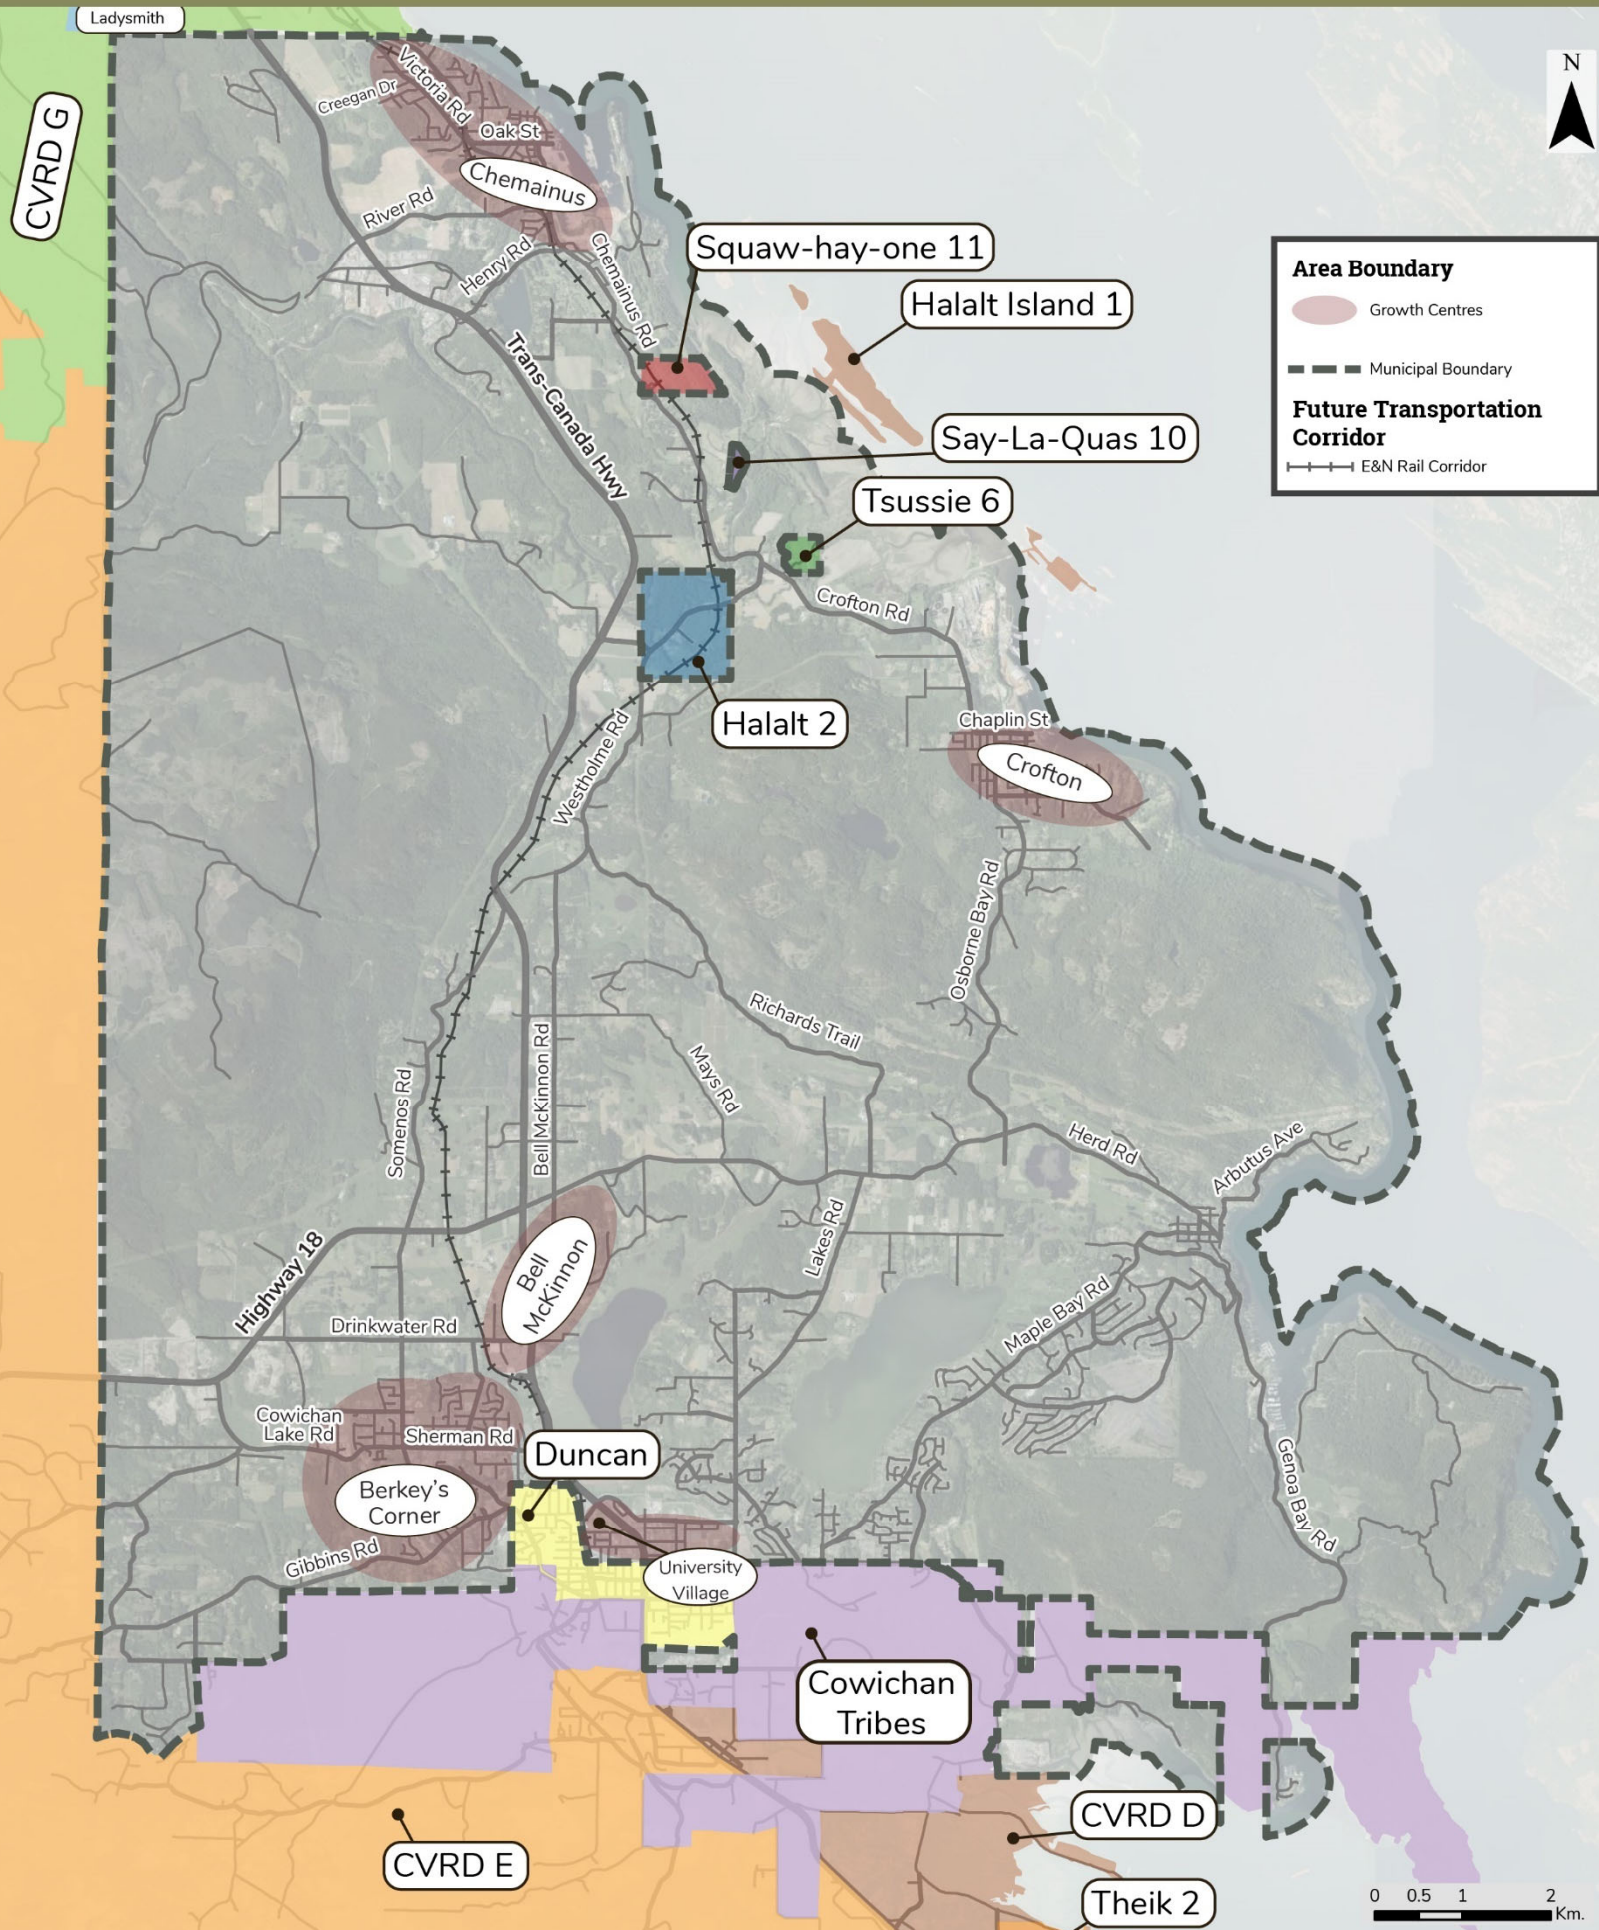 Ladysmith
N
CVRD G
Victoria Rd
Creegan Dr
Oak St
Chemainus
River Rd
Henry Rd
Chemainus Rd
Squaw-hay-one 11
Halalt Island 1
Area Boundary
Growth Centres
Municipal Boundary
Future Transportation
Corridor
E&N Rail Corridor
Trans-Canada Hwy
Say-La-Quas 10
Tsussie 6
Crofton Rd
Halalt 2
Westholme Rd
Chaplin St
Crofton
Osborne Bay Rd
Richards Trail
Mays Rd
Bell McKinnon Rd
Somenos Rd
Herd Rd
Arbutus Ave
Lakes Rd
Highway 18
Bell
McKinnon
Drinkwater Rd
Maple Bay Rd
Cowichan
Lake Rd
Sherman Rd
Duncan
Berkey's
Corner
Genoa Bay Rd
Gibbins Rd
University
Village
Cowichan
Tribes
CVRD D
CVRD E
Theik 2
0 0.5 1 2
Km.